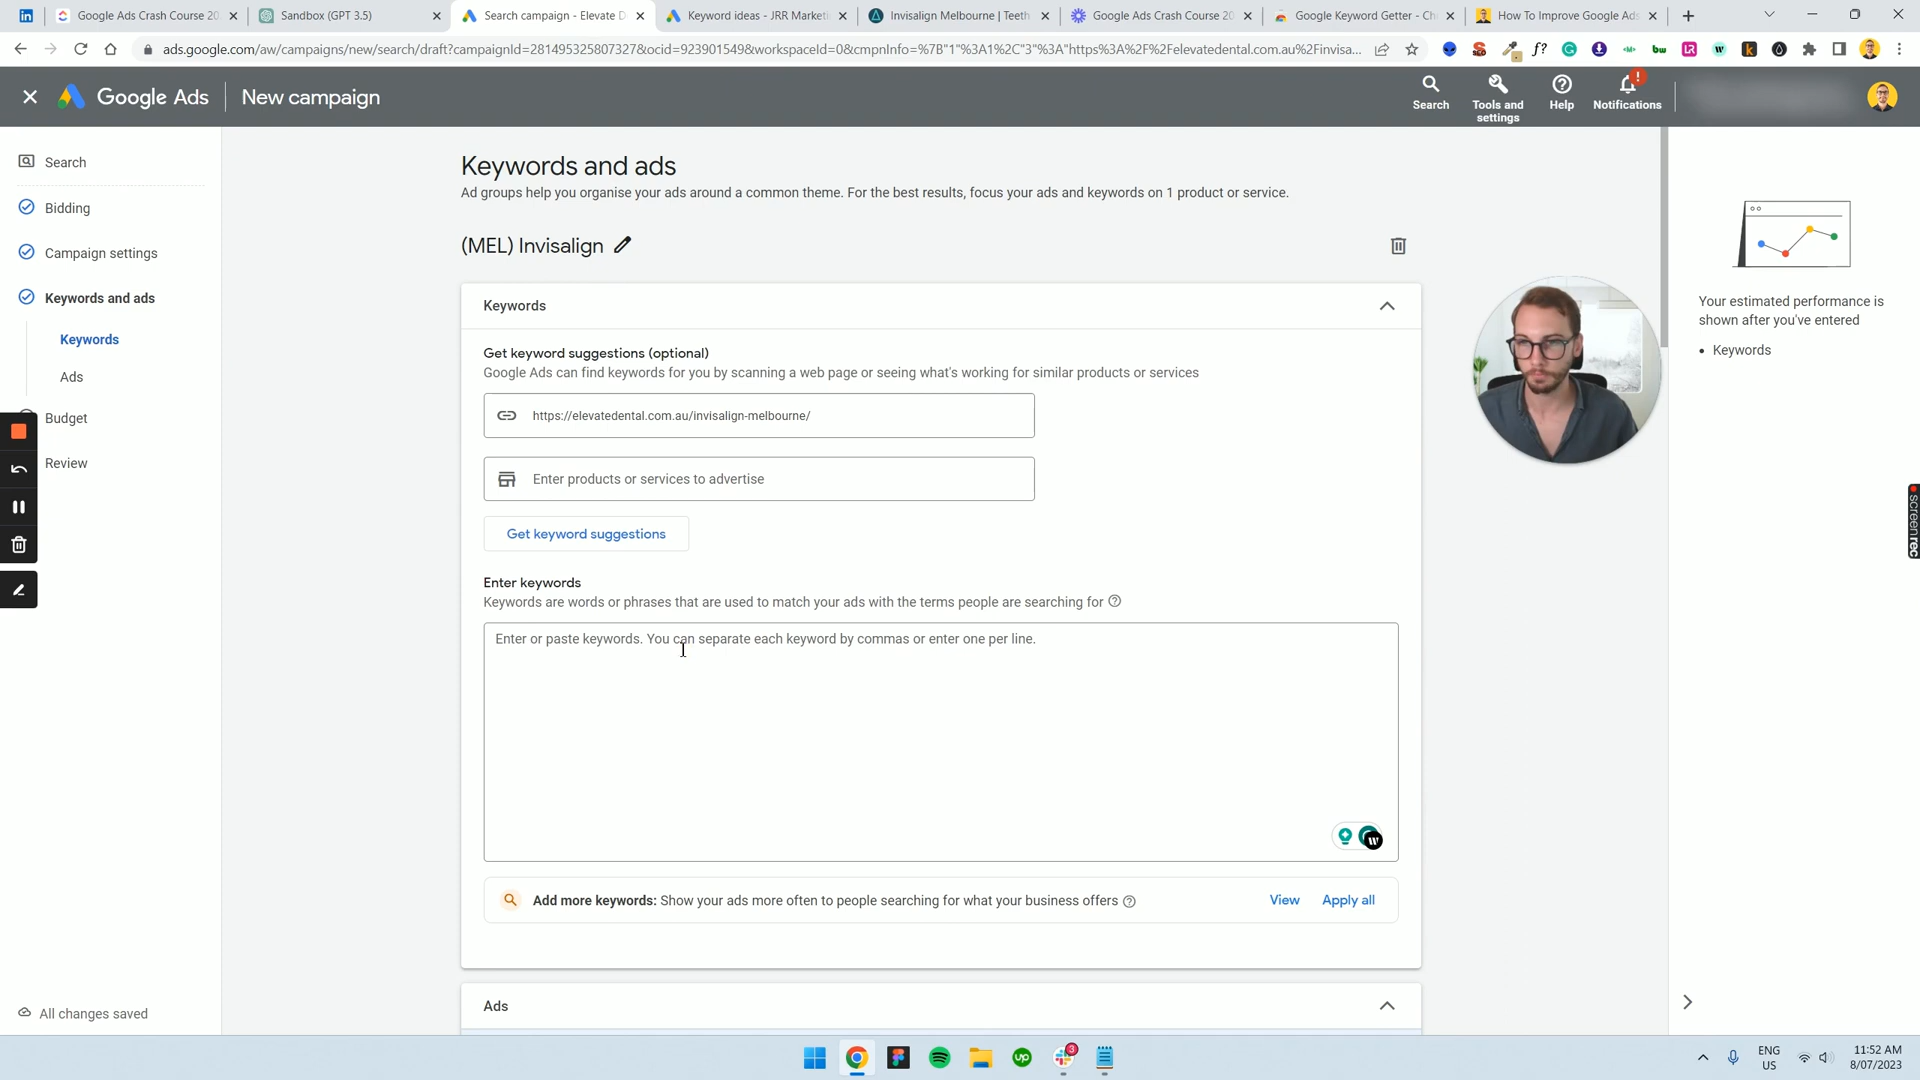 Google Ads Crash Course 20
Sandbox (GPT 3.5)
Search campaign - Elevate D
Keyword ideas - JRR Marketi
Invisalign Melbourne | Teeth
Google Ads Crash Course 20
Google Keyword Getter - Ch
How To Improve Google Ads
ads.google.com/aw/campaigns/new/search/draft?campaignId=281495325807327&ocid=923901549&workspaceId=0&cmpnInfo=%7B"1"%3A1%2C"3"%3A"https%3A%2F%2Felevatedental.com.au%2Finvisa...
Google Ads
New campaign
Search
Tools and
settings
Help
Notifications
Search
Bidding
Campaign settings
Keywords and ads
Keywords
Ads
Budget
Review
All changes saved
Keywords and ads
Ad groups help you organise your ads around a common theme. For the best results, focus your ads and keywords on 1 product or service.
(MEL) Invisalign
Keywords
Get keyword suggestions (optional)
Google Ads can find keywords for you by scanning a web page or seeing what's working for similar products or services
https://elevatedental.com.au/invisalign-melbourne/
Enter products or services to advertise
Get keyword suggestions
Enter keywords
Keywords are words or phrases that are used to match your ads with the terms people are searching for
Enter or paste keywords. You can separate each keyword by commas or enter one per line.
Add more keywords: Show your ads more often to people searching for what your business offers
View
Apply all
Ads
Your estimated performance is
shown after you've entered
• Keywords
screenrec
ENG
US
11:52 AM
8/07/2023